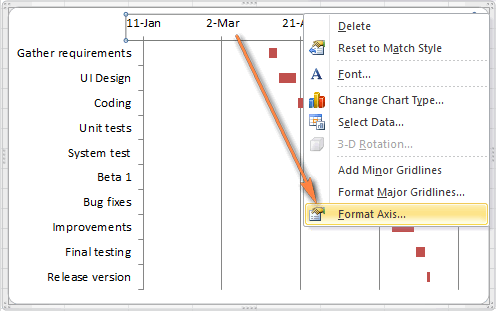 11-Jan 2-Mar 21-A
Gather requirements
UI Design
Coding
Unit tests
System test
Beta 1
Bug fixes
Improvements
Final testing
Release version
Delete
Reset to Match Style
Font...
Change Chart Type...
Select Data...
3-D Rotation...
Add Minor Gridlines
Format Major Gridlines...
Format Axis...